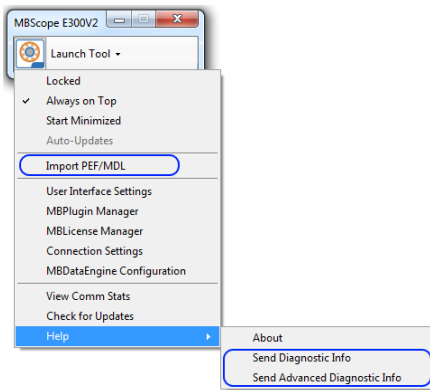 MBScope E300V2
Launch Tool
Locked
Always on Top
Start Minimized
Auto-Updates
Import PEF/MDL
User Interface Settings
MBPlugin Manager
MBLicense Manager
Connection Settings
MBDataEngine Configuration
View Comm Stats
Check for Updates
Help
About
Send Diagnostic Info
Send Advanced Diagnostic Info